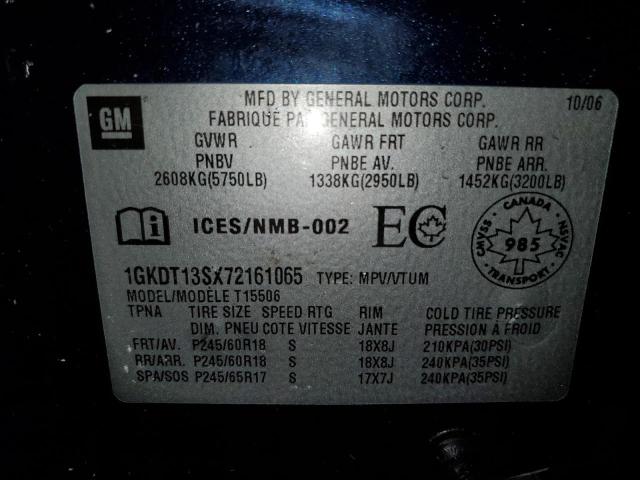 GM
MFD BY GENERAL MOTORS CORP. 10/06
FABRIQUÉ PAR GENERAL MOTORS CORP.
GVWR GAWR FRT GAWR RR
PNBV PNBE AV. PNBE ARR.
2608KG(5750LB) 1338KG(2950LB) 1452KG(3200LB)
i ICES/NMB-002 EC
CANADA
CMVSS 985 NSVAC
TRANSPORT
1GKDT13SX72161065 TYPE: MPV/VTUM
MODEL/MODÈLE T15506
TPNA TIRE SIZE SPEED RTG RIM COLD TIRE PRESSURE
DIM. PNEU COTE VITESSE JANTE PRESSION À FROID
FRT/AV. P245/60R18 S 18X8J 210KPA(30PSI)
RR/ARR. P245/60R18 S 18X8J 240KPA(35PSI)
SPA/SOS P245/65R17 S 17X7J 240KPA(35PSI)